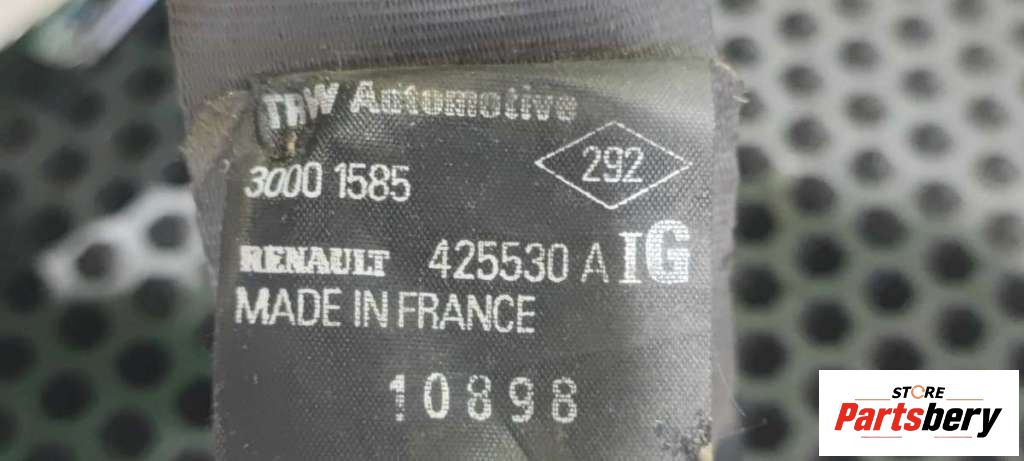 TRW Automotive
292
3000 1585
RENAULT 425530 A IG
MADE IN FRANCE
10898
STORE
Partsbery